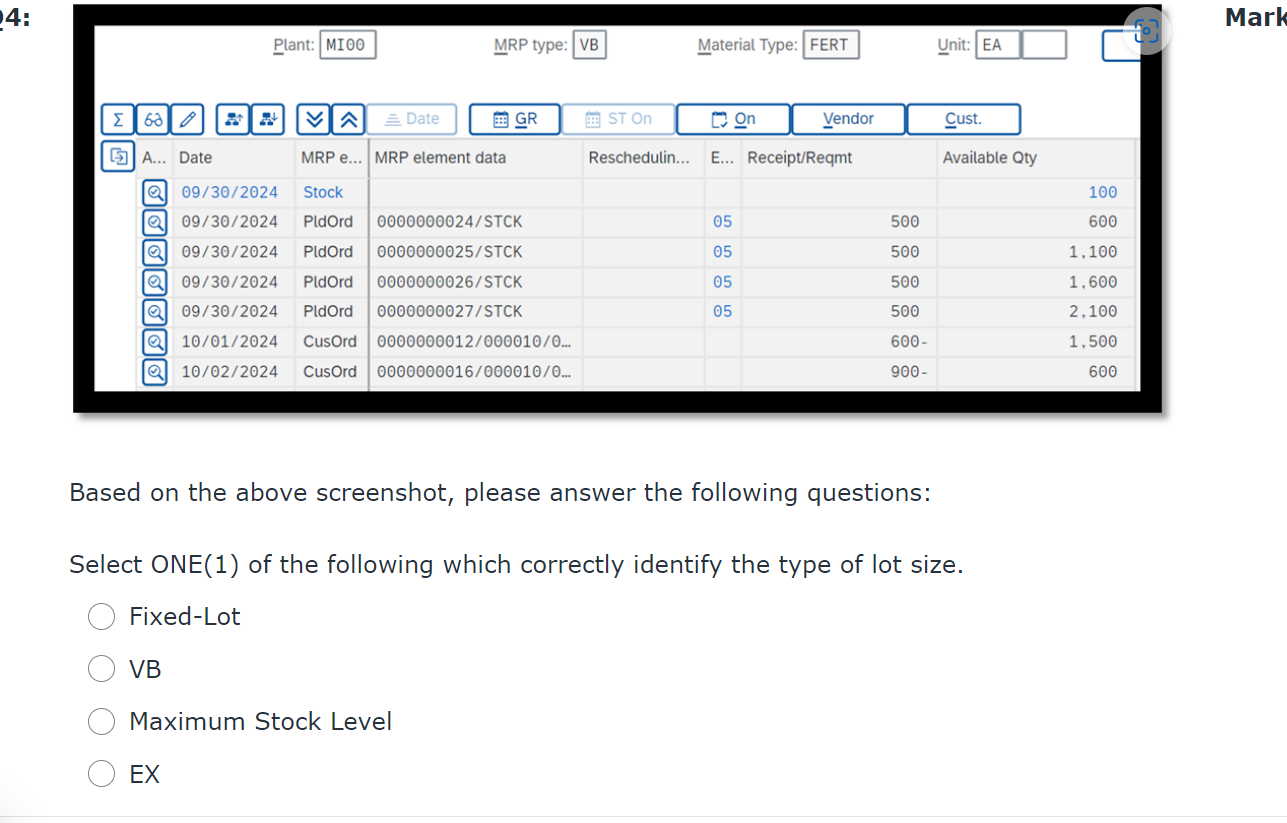 4:
Mark
Plant: MI00 MRP type: VB Material Type: FERT Unit: EA
Σ Date GR ST On On Vendor Cust.
A... Date MRP e... MRP element data Reschedulin... E... Receipt/Reqmt Available Qty
09/30/2024 Stock 100
09/30/2024 PldOrd 0000000024/STCK 05 500 600
09/30/2024 PldOrd 0000000025/STCK 05 500 1,100
09/30/2024 PldOrd 0000000026/STCK 05 500 1,600
09/30/2024 PldOrd 0000000027/STCK 05 500 2,100
10/01/2024 CusOrd 0000000012/000010/0... 600- 1,500
10/02/2024 CusOrd 0000000016/000010/0... 900- 600
Based on the above screenshot, please answer the following questions:
Select ONE(1) of the following which correctly identify the type of lot size.
Fixed-Lot
VB
Maximum Stock Level
EX